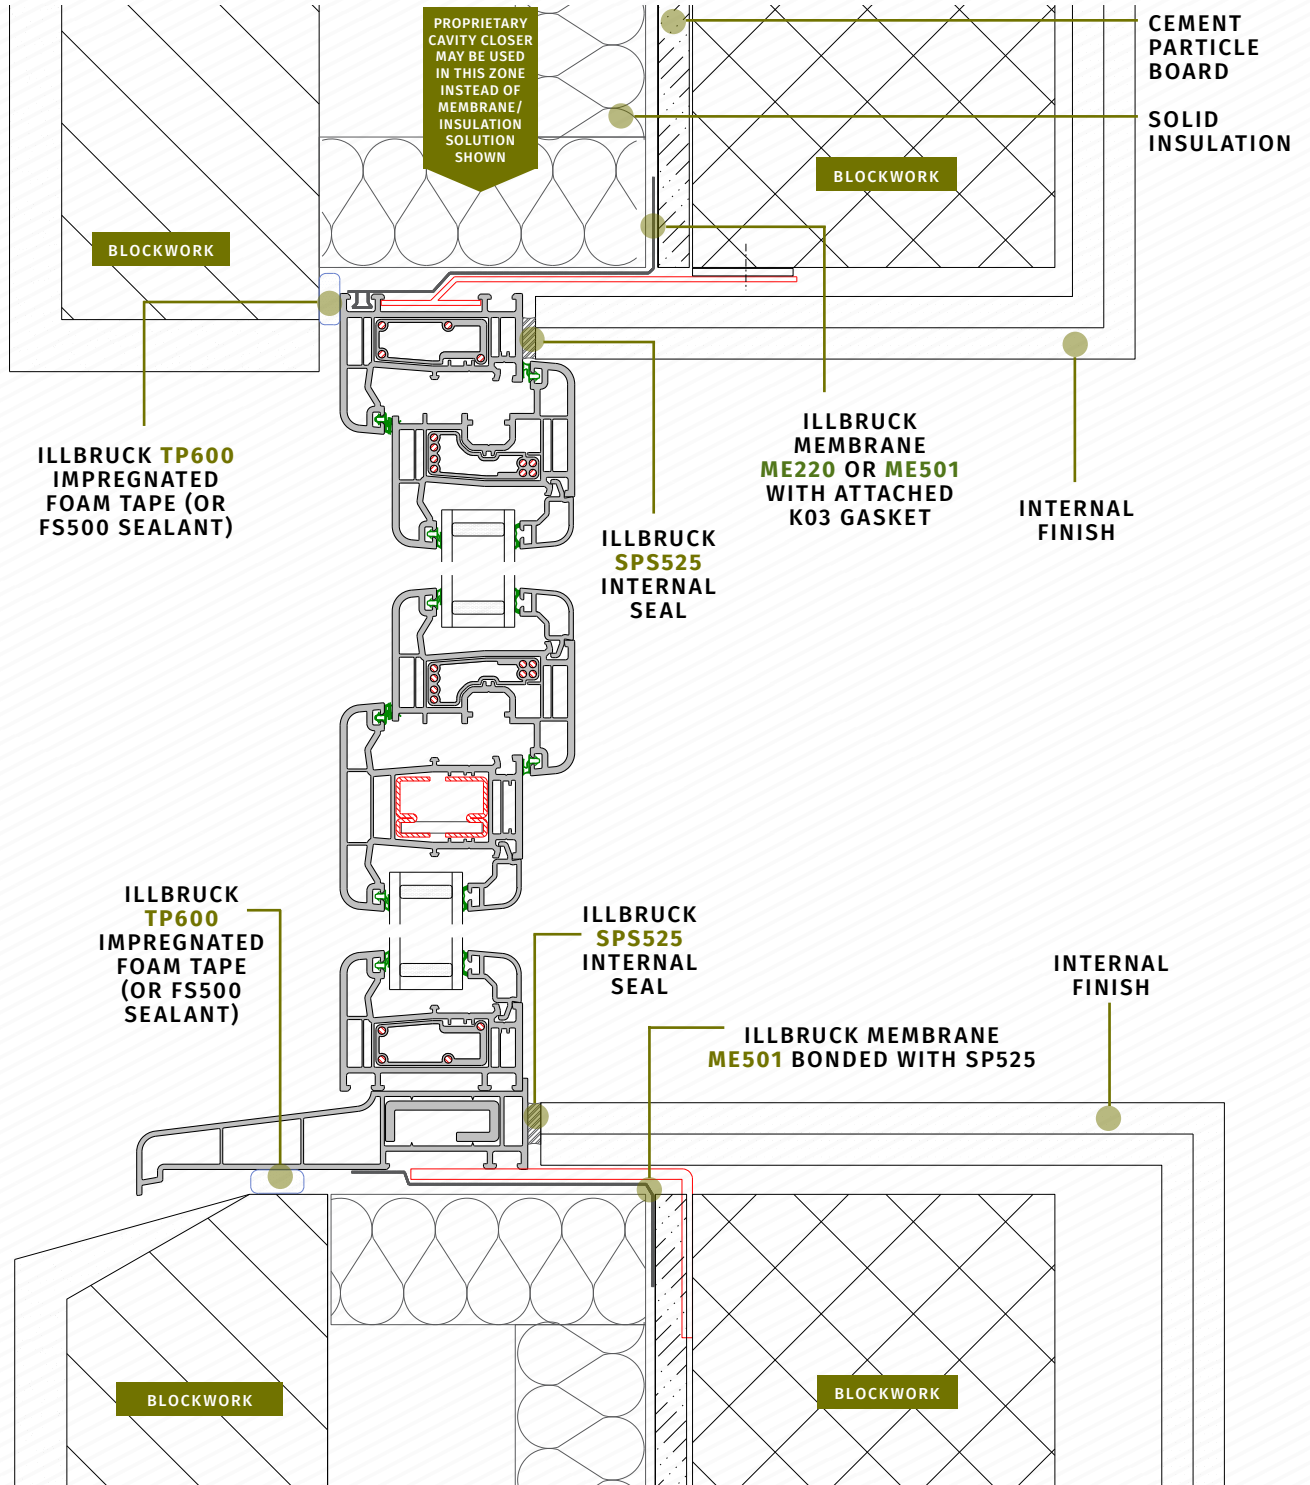 PROPRIETARY
CAVITY CLOSER
MAY BE USED
IN THIS ZONE
INSTEAD OF
MEMBRANE/
INSULATION
SOLUTION
SHOWN
CEMENT
PARTICLE
BOARD
SOLID
INSULATION
BLOCKWORK
BLOCKWORK
ILLBRUCK TP600
IMPREGNATED
FOAM TAPE (OR
FS500 SEALANT)
ILLBRUCK
SPS525
INTERNAL
SEAL
ILLBRUCK
MEMBRANE
ME220 OR ME501
WITH ATTACHED
K03 GASKET
INTERNAL
FINISH
ILLBRUCK
TP600
IMPREGNATED
FOAM TAPE
(OR FS500
SEALANT)
ILLBRUCK
SPS525
INTERNAL
SEAL
INTERNAL
FINISH
ILLBRUCK MEMBRANE
ME501 BONDED WITH SP525
BLOCKWORK
BLOCKWORK